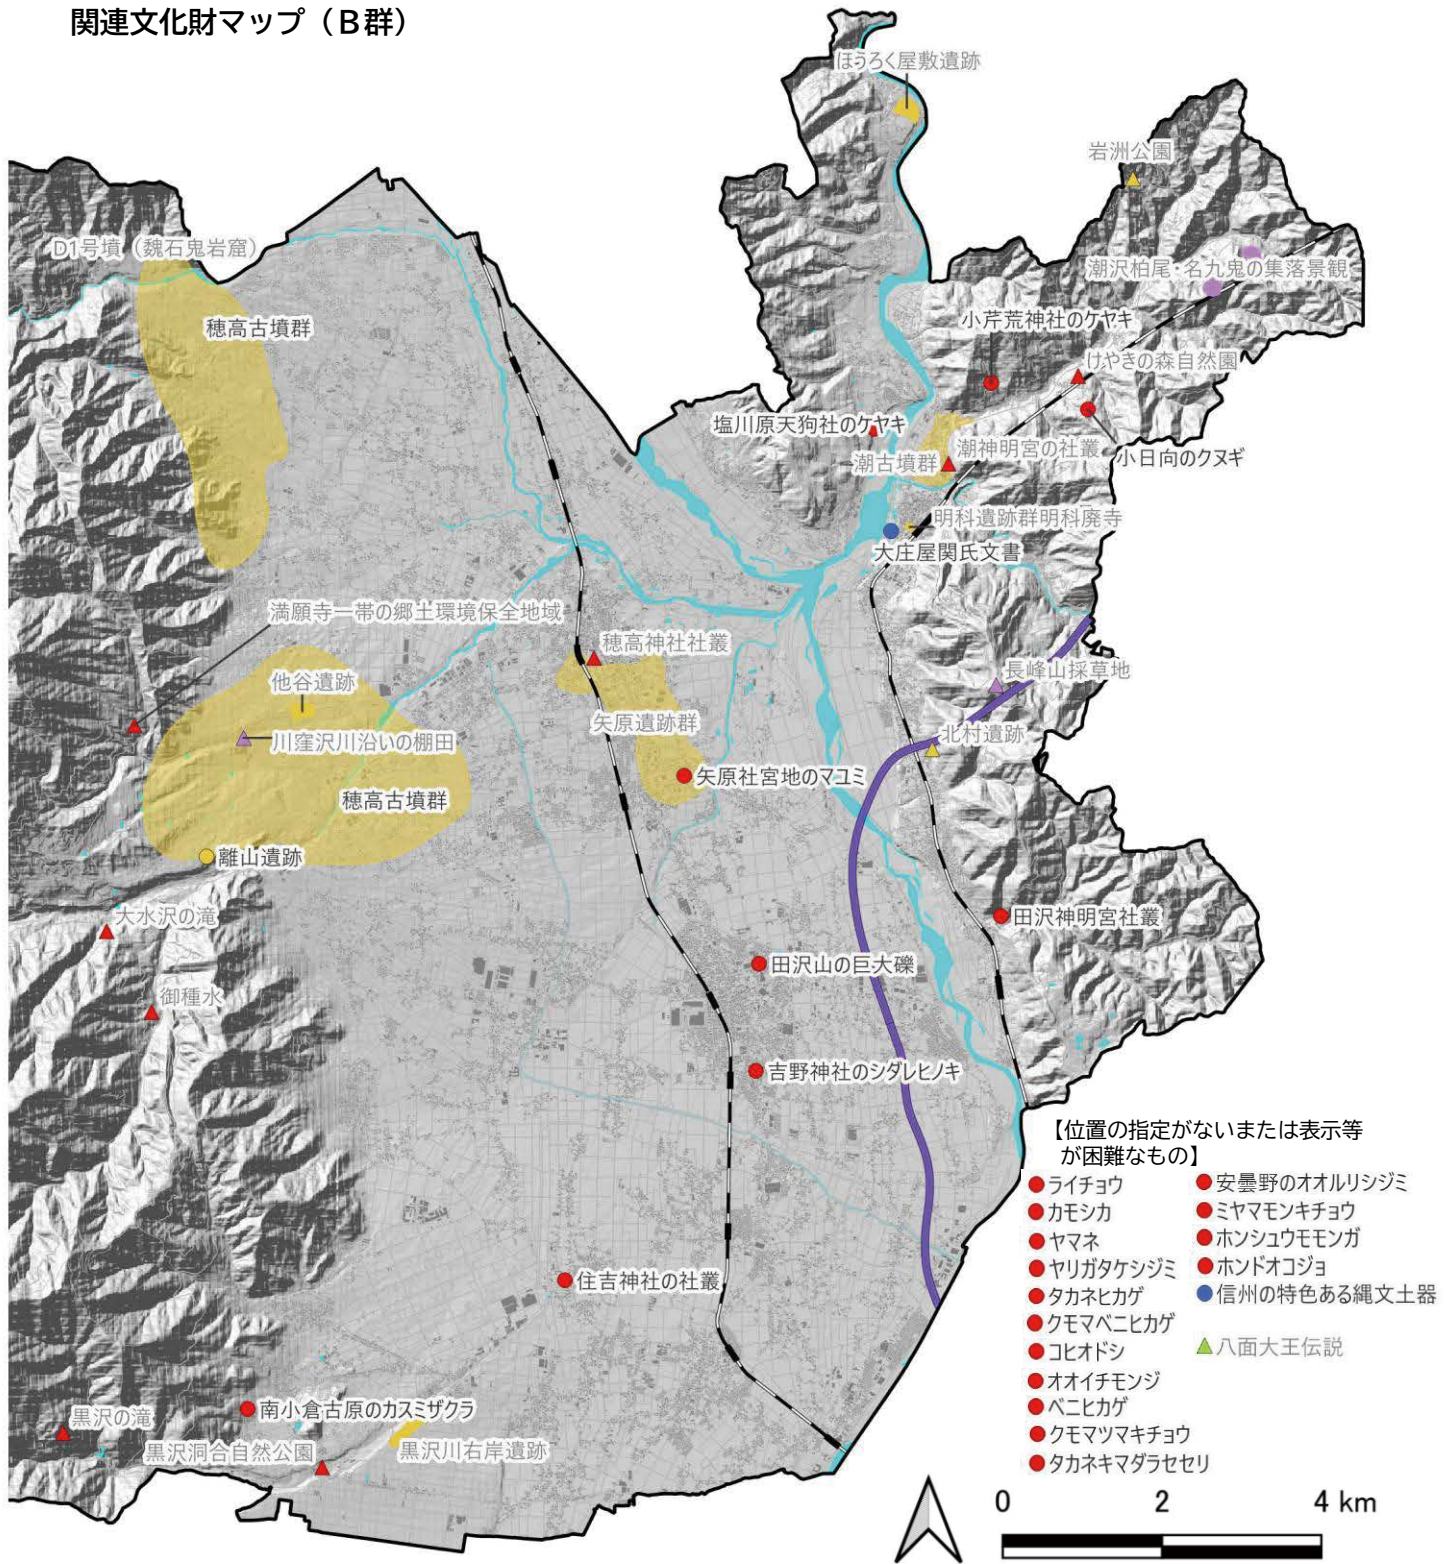 関連文化財マップ（Ｂ群）
ほうろく屋敷遺跡
岩洲公園
D1号墳（魏石鬼岩窟）
潮沢柏尾・名九鬼の集落景観
穂高古墳群
小芹荒神社のケヤキ
けやきの森自然園
塩川原天狗社のケヤキ
潮神明宮の社叢
小日向のクヌギ
潮古墳群
明科遺跡群明科廃寺
大庄屋関氏文書
満願寺一帯の郷土環境保全地域
穂高神社社叢
長峰山採草地
他谷遺跡
矢原遺跡群
北村遺跡
川窪沢川沿いの棚田
矢原社宮地のマユミ
穂高古墳群
離山遺跡
大水沢の滝
田沢神明宮社叢
田沢山の巨大礫
御種水
吉野神社のシダレヒノキ
住吉神社の社叢
南小倉古原のカスミザクラ
黒沢の滝
黒沢洞合自然公園
黒沢川右岸遺跡
【位置の指定がないまたは表示等
が困難なもの】
ライチョウ
カモシカ
ヤマネ
ヤリガタケシジミ
タカネヒカゲ
クモマベニヒカゲ
コヒオドシ
オオイチモンジ
ベニヒカゲ
クモマツマキチョウ
タカネキマダラセセリ
安曇野のオオルリシジミ
ミヤマモンキチョウ
ホンシュウモモンガ
ホンドオコジョ
信州の特色ある縄文土器
八面大王伝説
0 2 4 km